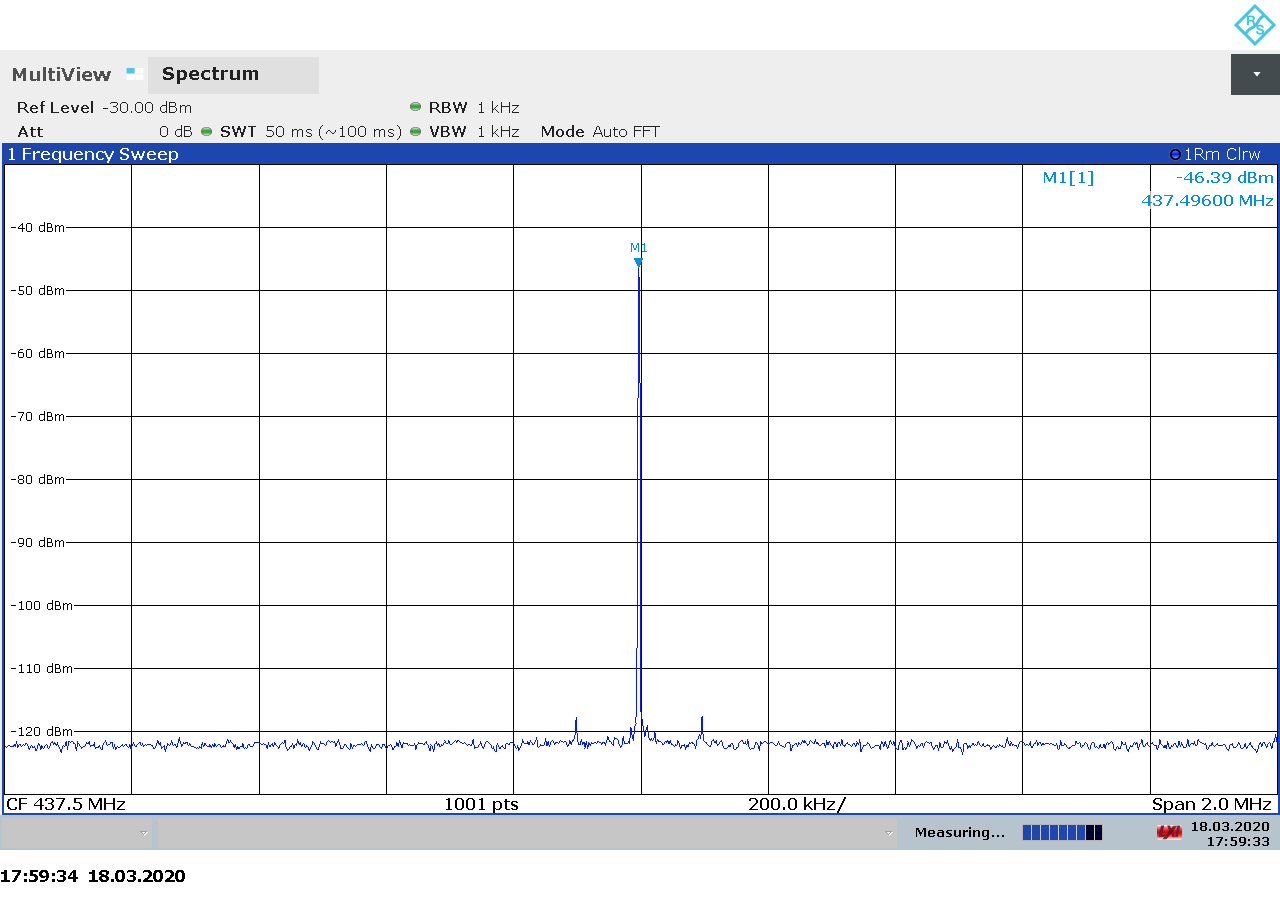 R S
MultiView Spectrum
Ref Level -30.00 dBm RBW 1 kHz
Att 0 dB SWT 50 ms (~100 ms) VBW 1 kHz Mode Auto FFT
1 Frequency Sweep 1Rm Clrw
M1[1] -46.39 dBm
437.49600 MHz
-40 dBm
M1
-50 dBm
-60 dBm
-70 dBm
-80 dBm
-90 dBm
-100 dBm
-110 dBm
-120 dBm
CF 437.5 MHz 1001 pts 200.0 kHz/ Span 2.0 MHz
Measuring... LXI 18.03.2020
17:59:33
17:59:34 18.03.2020